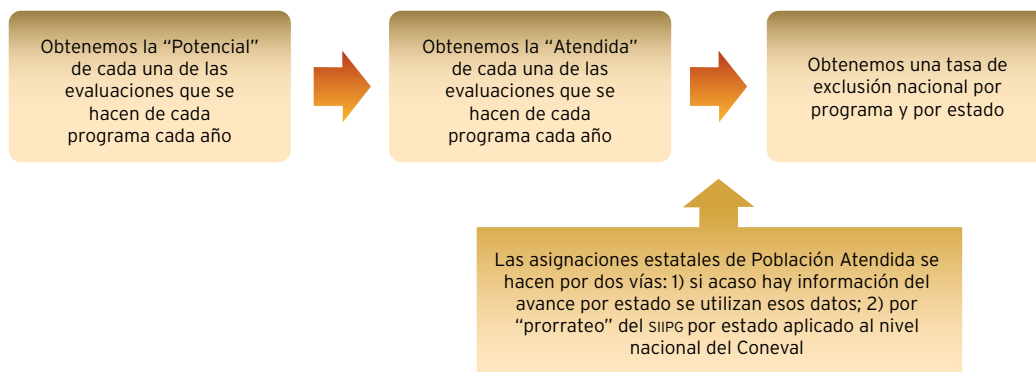 Obtenemos la “Potencial”
de cada una de las
evaluaciones que se
hacen de cada
programa cada año
Obtenemos la “Atendida”
de cada una de las
evaluaciones que se
hacen de cada
programa cada año
Obtenemos una tasa de
exclusión nacional por
programa y por estado
Las asignaciones estatales de Población Atendida se
hacen por dos vías: 1) si acaso hay información del
avance por estado se utilizan esos datos; 2) por
“prorrateo” del SIIPG por estado aplicado al nivel
nacional del Coneval